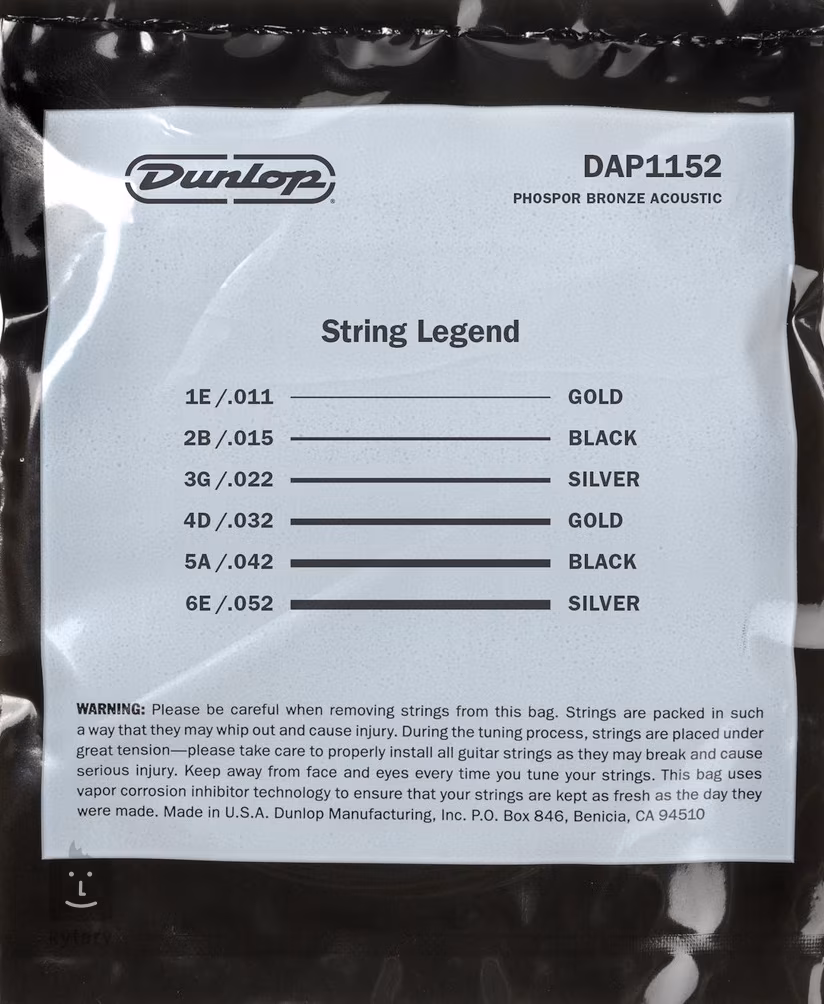 Dunlop®
DAP1152
PHOSPOR BRONZE ACOUSTIC
String Legend
1E/.011 GOLD
2B/.015 BLACK
3G/.022 SILVER
4D/.032 GOLD
5A/.042 BLACK
6E/.052 SILVER
WARNING: Please be careful when removing strings from this bag. Strings are packed in such
a way that they may whip out and cause injury. During the tuning process, strings are placed under
great tension—please take care to properly install all guitar strings as they may break and cause
serious injury. Keep away from face and eyes every time you tune your strings. This bag uses
vapor corrosion inhibitor technology to ensure that your strings are kept as fresh as the day they
were made. Made in U.S.A. Dunlop Manufacturing, Inc. P.O. Box 846, Benicia, CA 94510